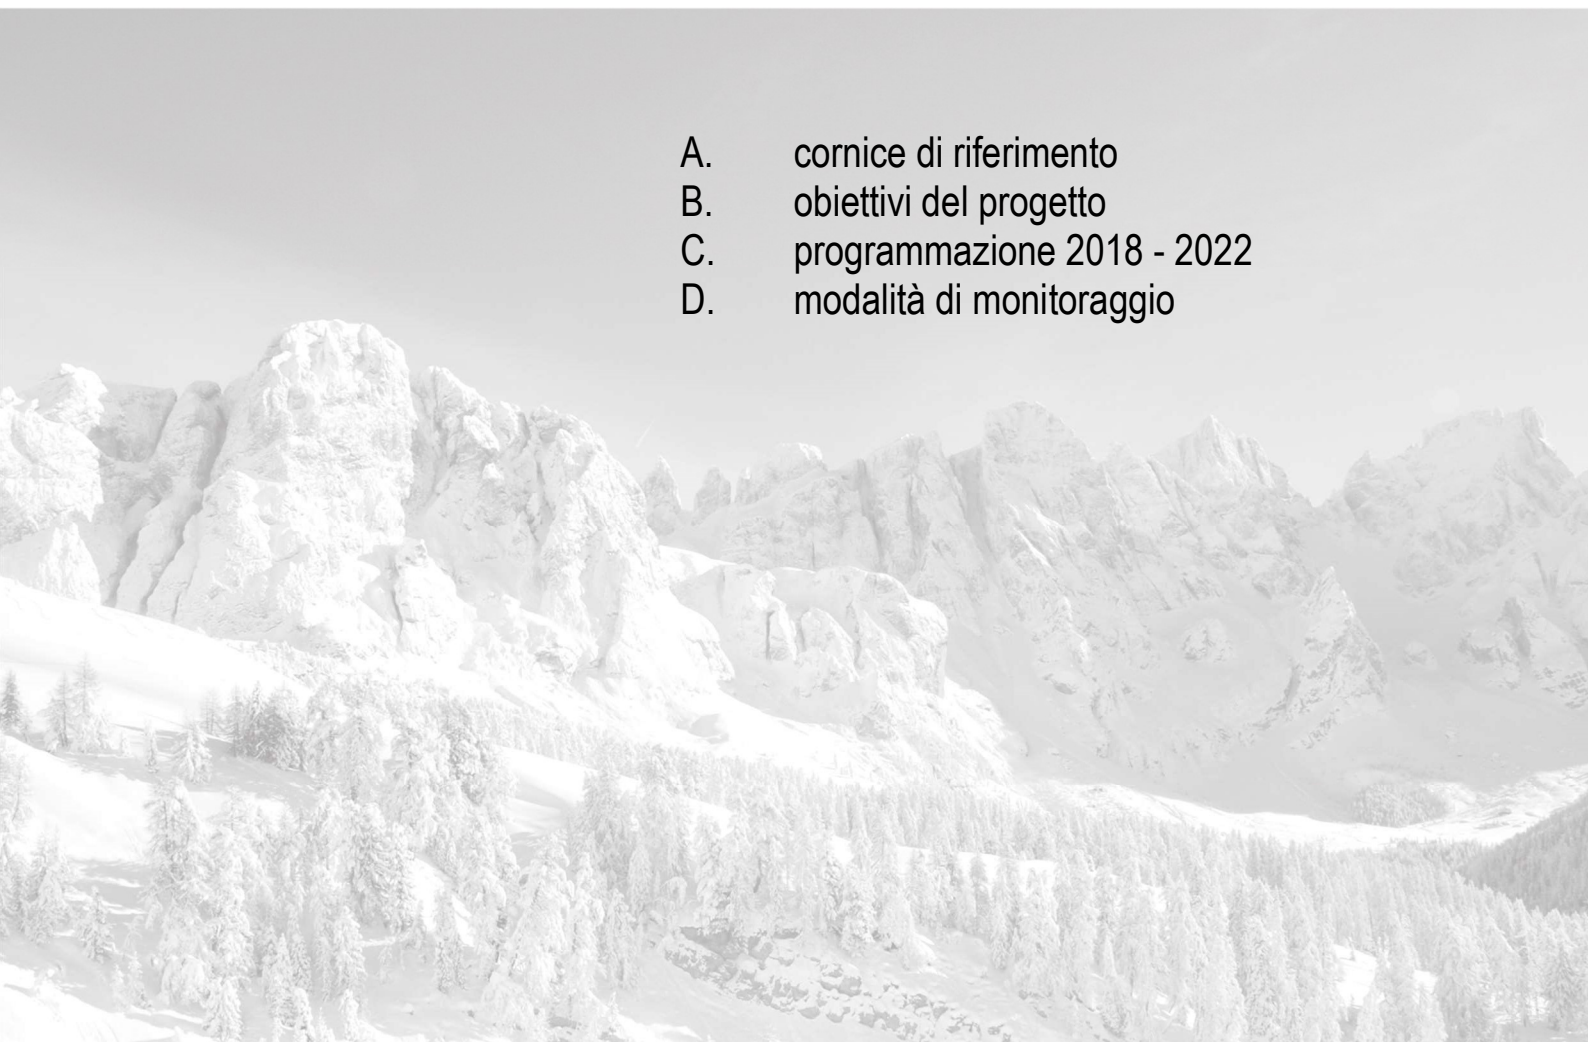 A. cornice di riferimento
B. obiettivi del progetto
C. programmazione 2018 - 2022
D. modalità di monitoraggio